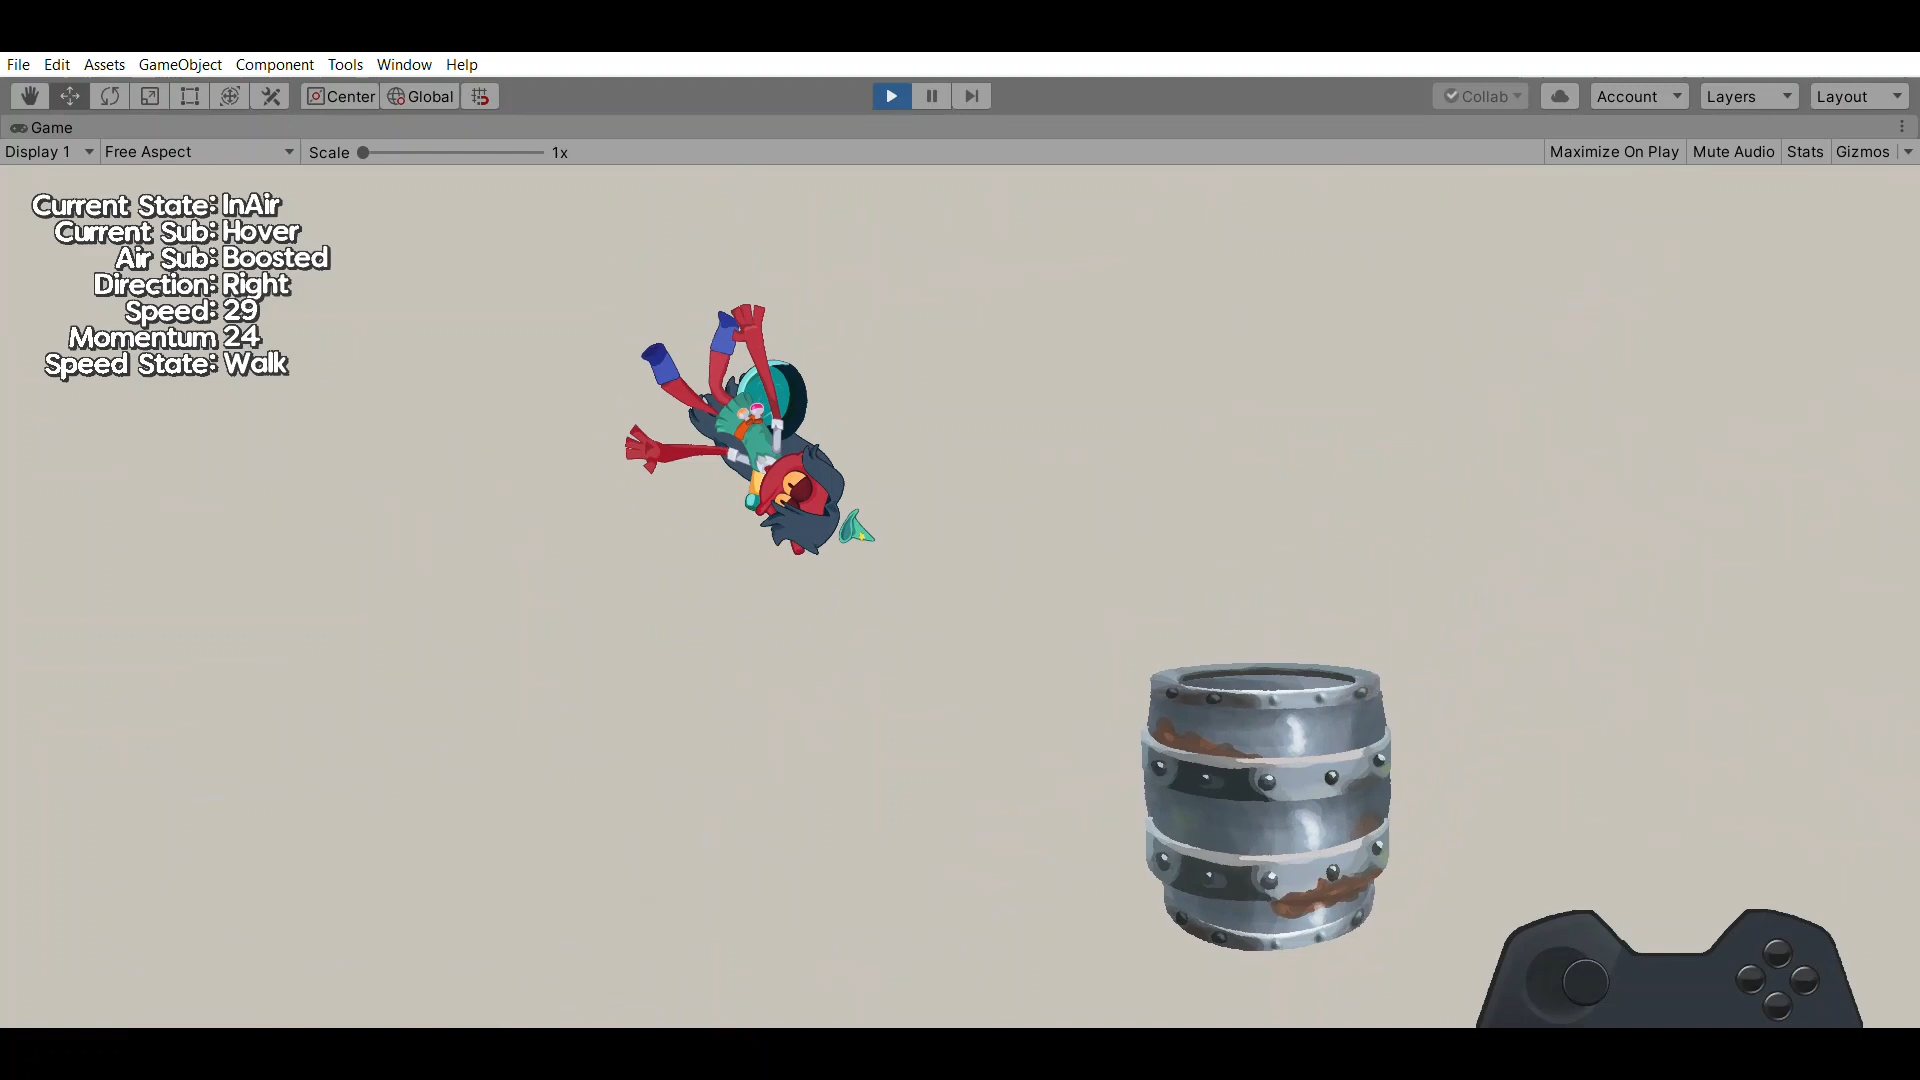 File Edit Assets GameObject Component Tools Window Help
Center Global Collab Account Layers Layout
Game
Display 1 Free Aspect Scale 1x Maximize On Play Mute Audio Stats Gizmos
Current State: InAir
Current Sub: Hover
Air Sub: Boosted
Direction: Right
Speed: 29
Momentum 24
Speed State: Walk